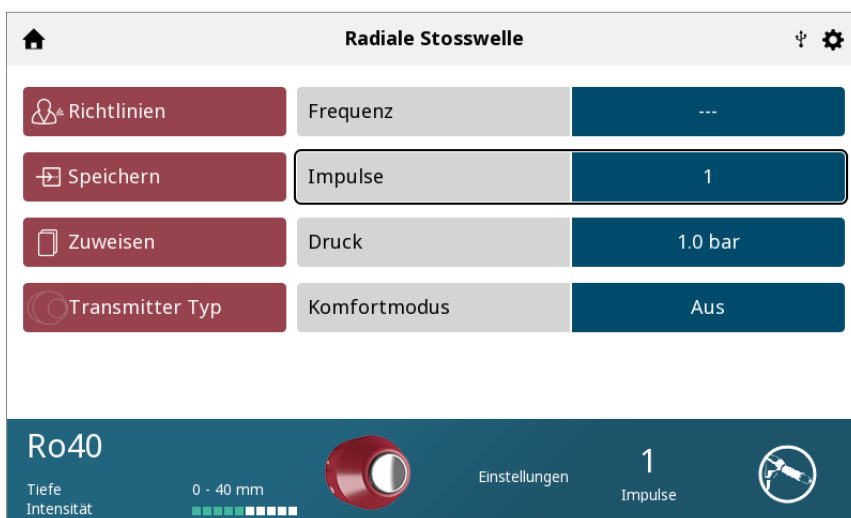 Radiale Stosswelle
Richtlinien
Frequenz
---
Speichern
Impulse
1
Zuweisen
Druck
1.0 bar
Transmitter Typ
Komfortmodus
Aus
Ro40
Tiefe
0 - 40 mm
Intensität
Einstellungen
1
Impulse